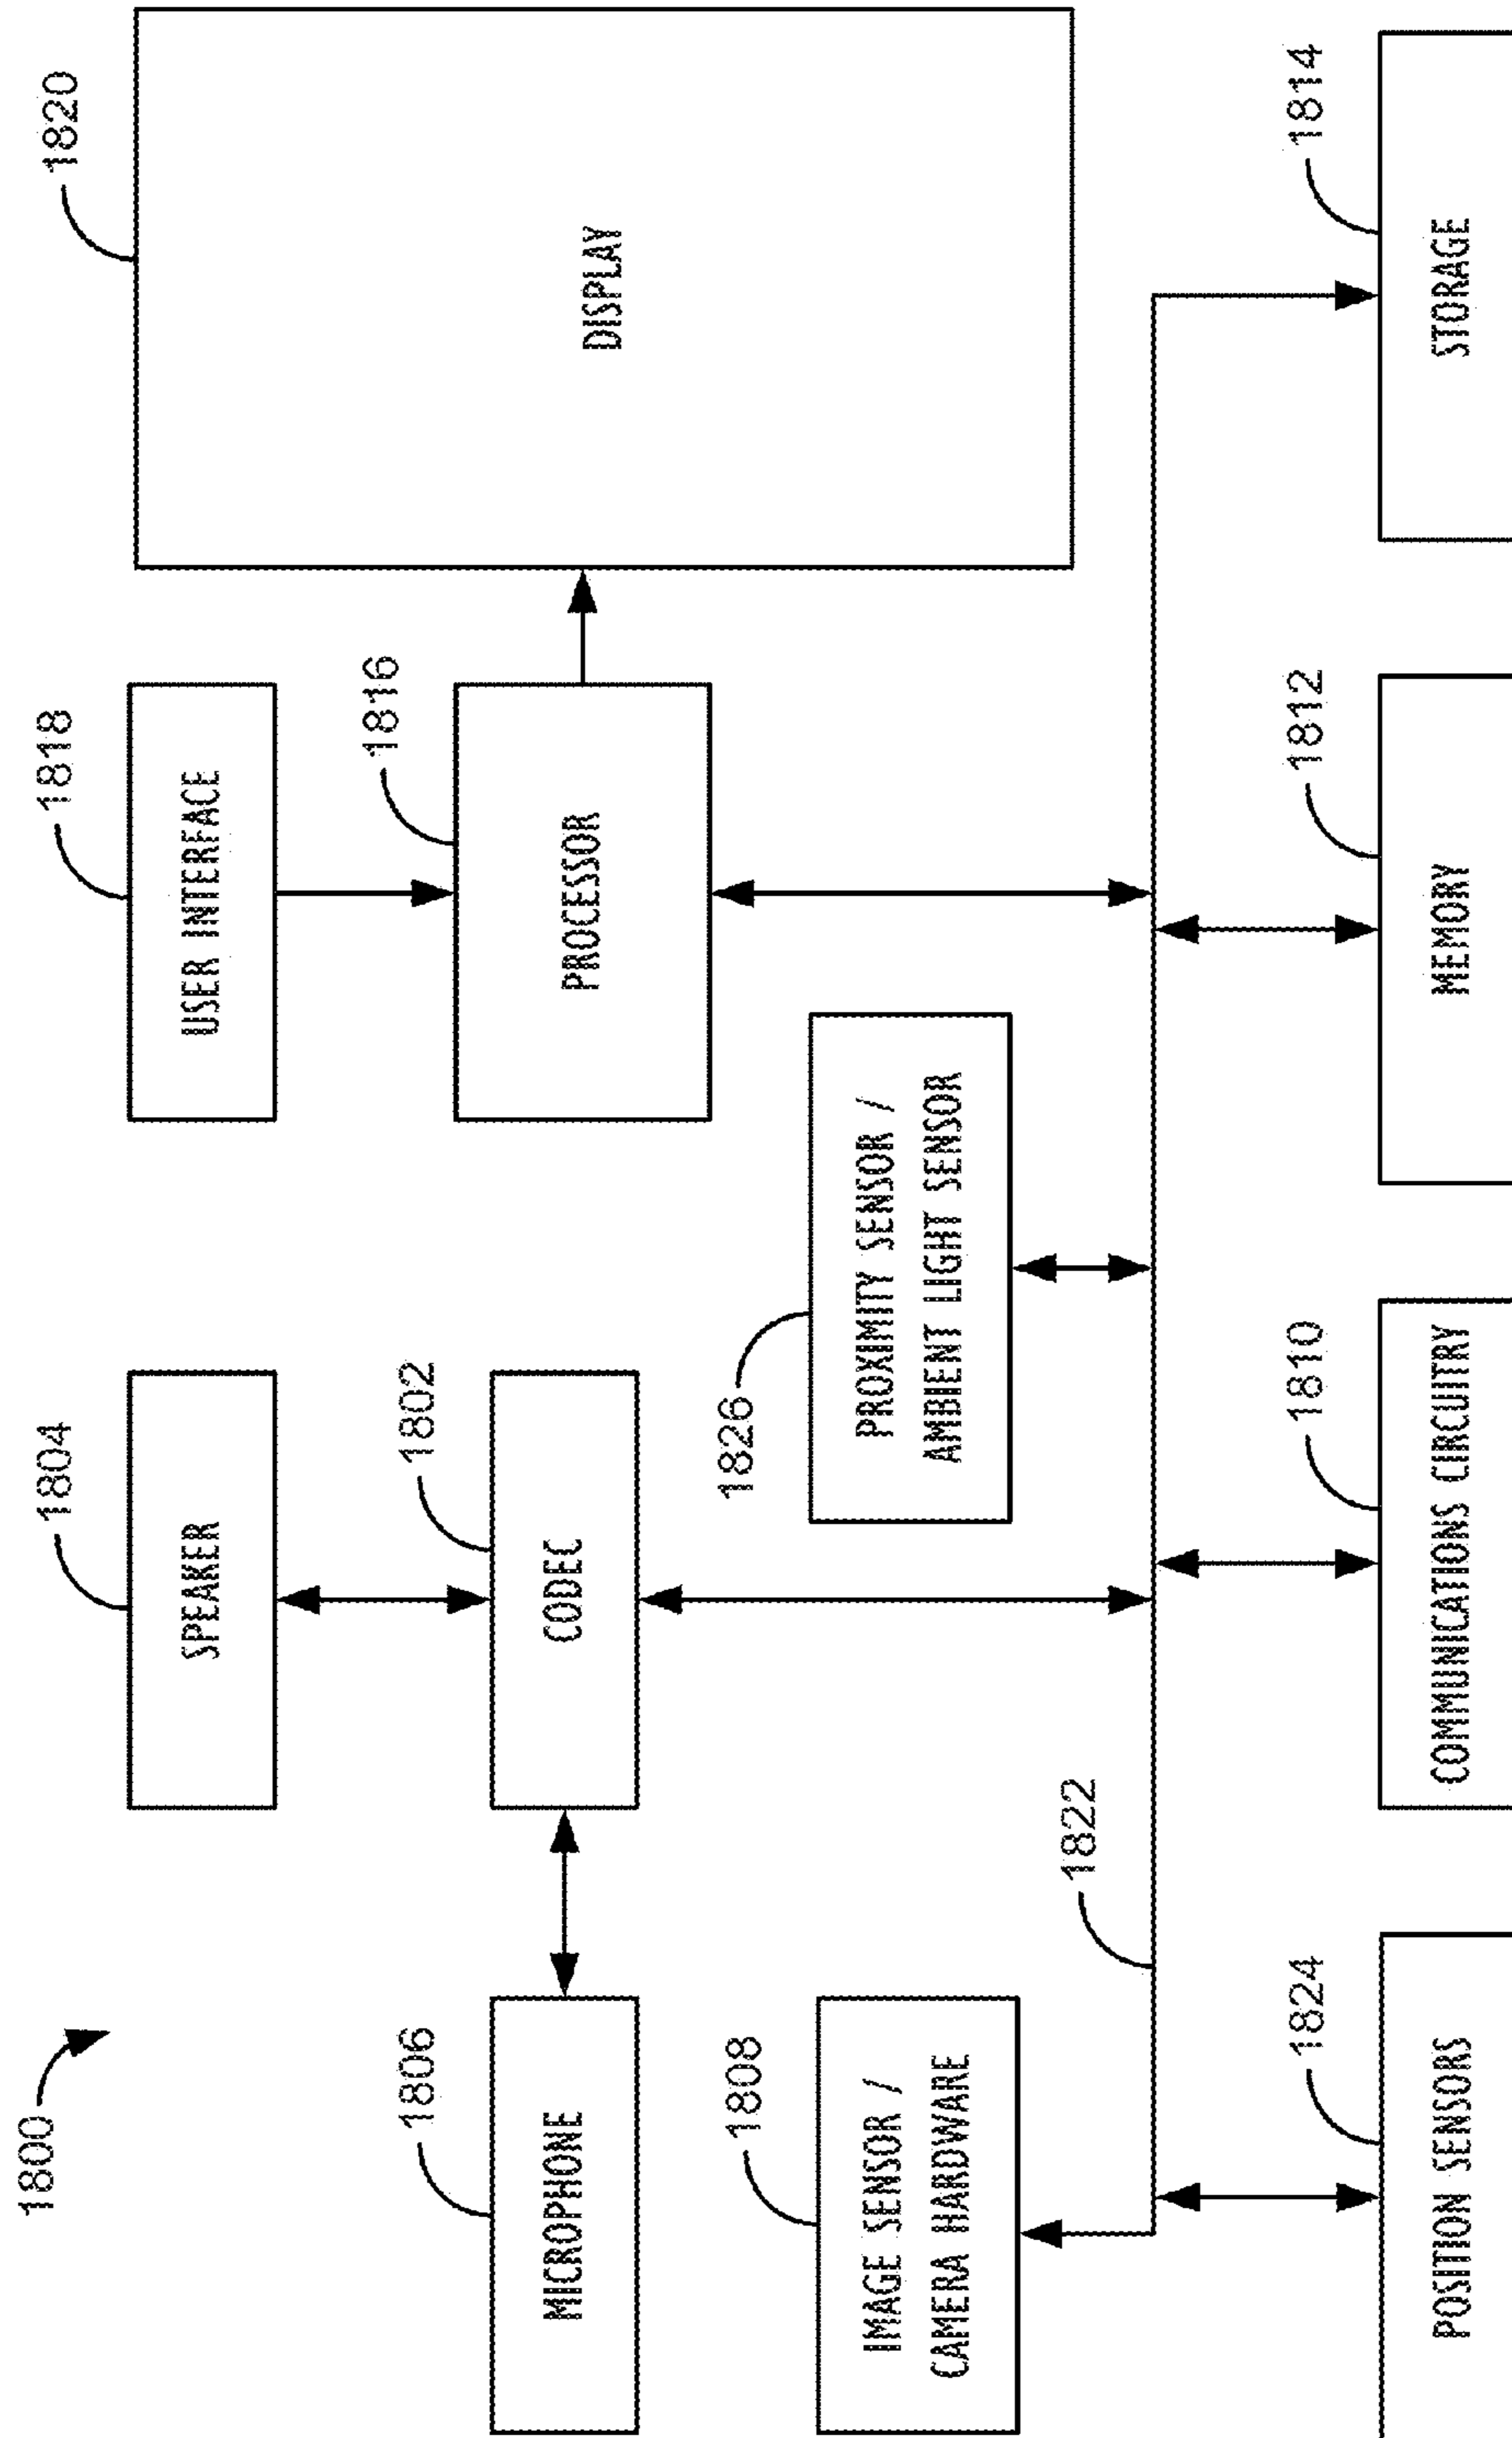 1800
1804
SPEAKER
1818
USER INTERFACE
1820
DISPLAY
1806
MICROPHONE
1802
CODEC
1816
PROCESSOR
1808
IMAGE SENSOR /
CAMERA HARDWARE
1826
PROXIMITY SENSOR /
AMBIENT LIGHT SENSOR
1822
1824
POSITION SENSORS
1810
COMMUNICATIONS CIRCUITRY
1812
MEMORY
1814
STORAGE